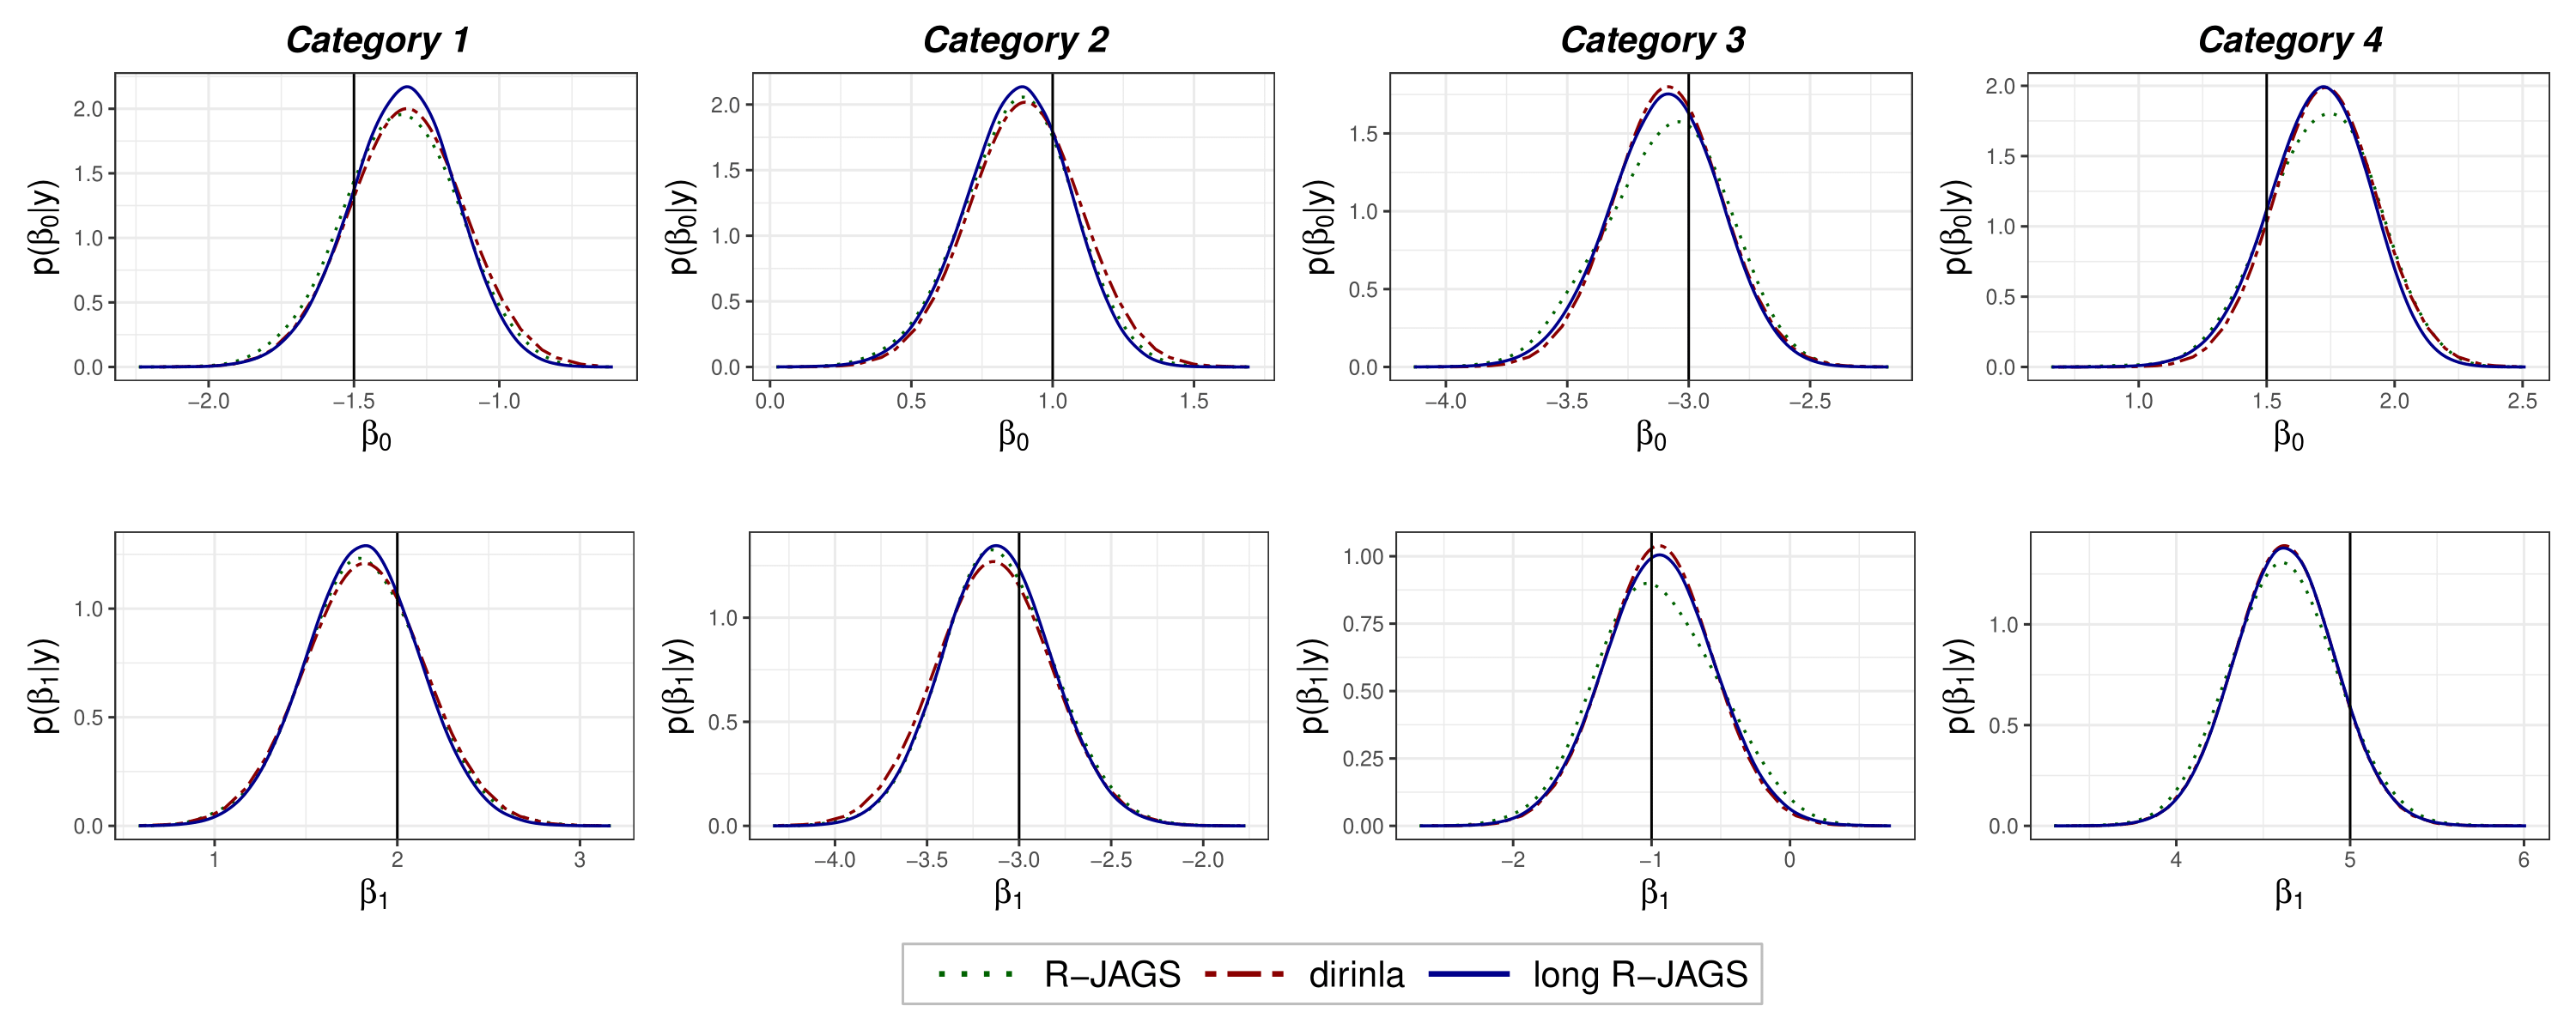 Category 1 Category 2 Category 3 Category 4
p(β0|y) 2.0 1.5 1.0 0.5 0.0
−2.0 −1.5 −1.0
β0
p(β0|y) 2.0 1.5 1.0 0.5 0.0
0.0 0.5 1.0 1.5
β0
p(β0|y) 1.5 1.0 0.5 0.0
−4.0 −3.5 −3.0 −2.5
β0
p(β0|y) 2.0 1.5 1.0 0.5 0.0
1.0 1.5 2.0 2.5
β0
p(β1|y) 1.0 0.5 0.0
1 2 3
β1
p(β1|y) 1.0 0.5 0.0
−4.0 −3.5 −3.0 −2.5 −2.0
β1
p(β1|y) 1.00 0.75 0.50 0.25 0.00
−2 −1 0
β1
p(β1|y) 1.0 0.5 0.0
4 5 6
β1
R−JAGS dirinla long R−JAGS